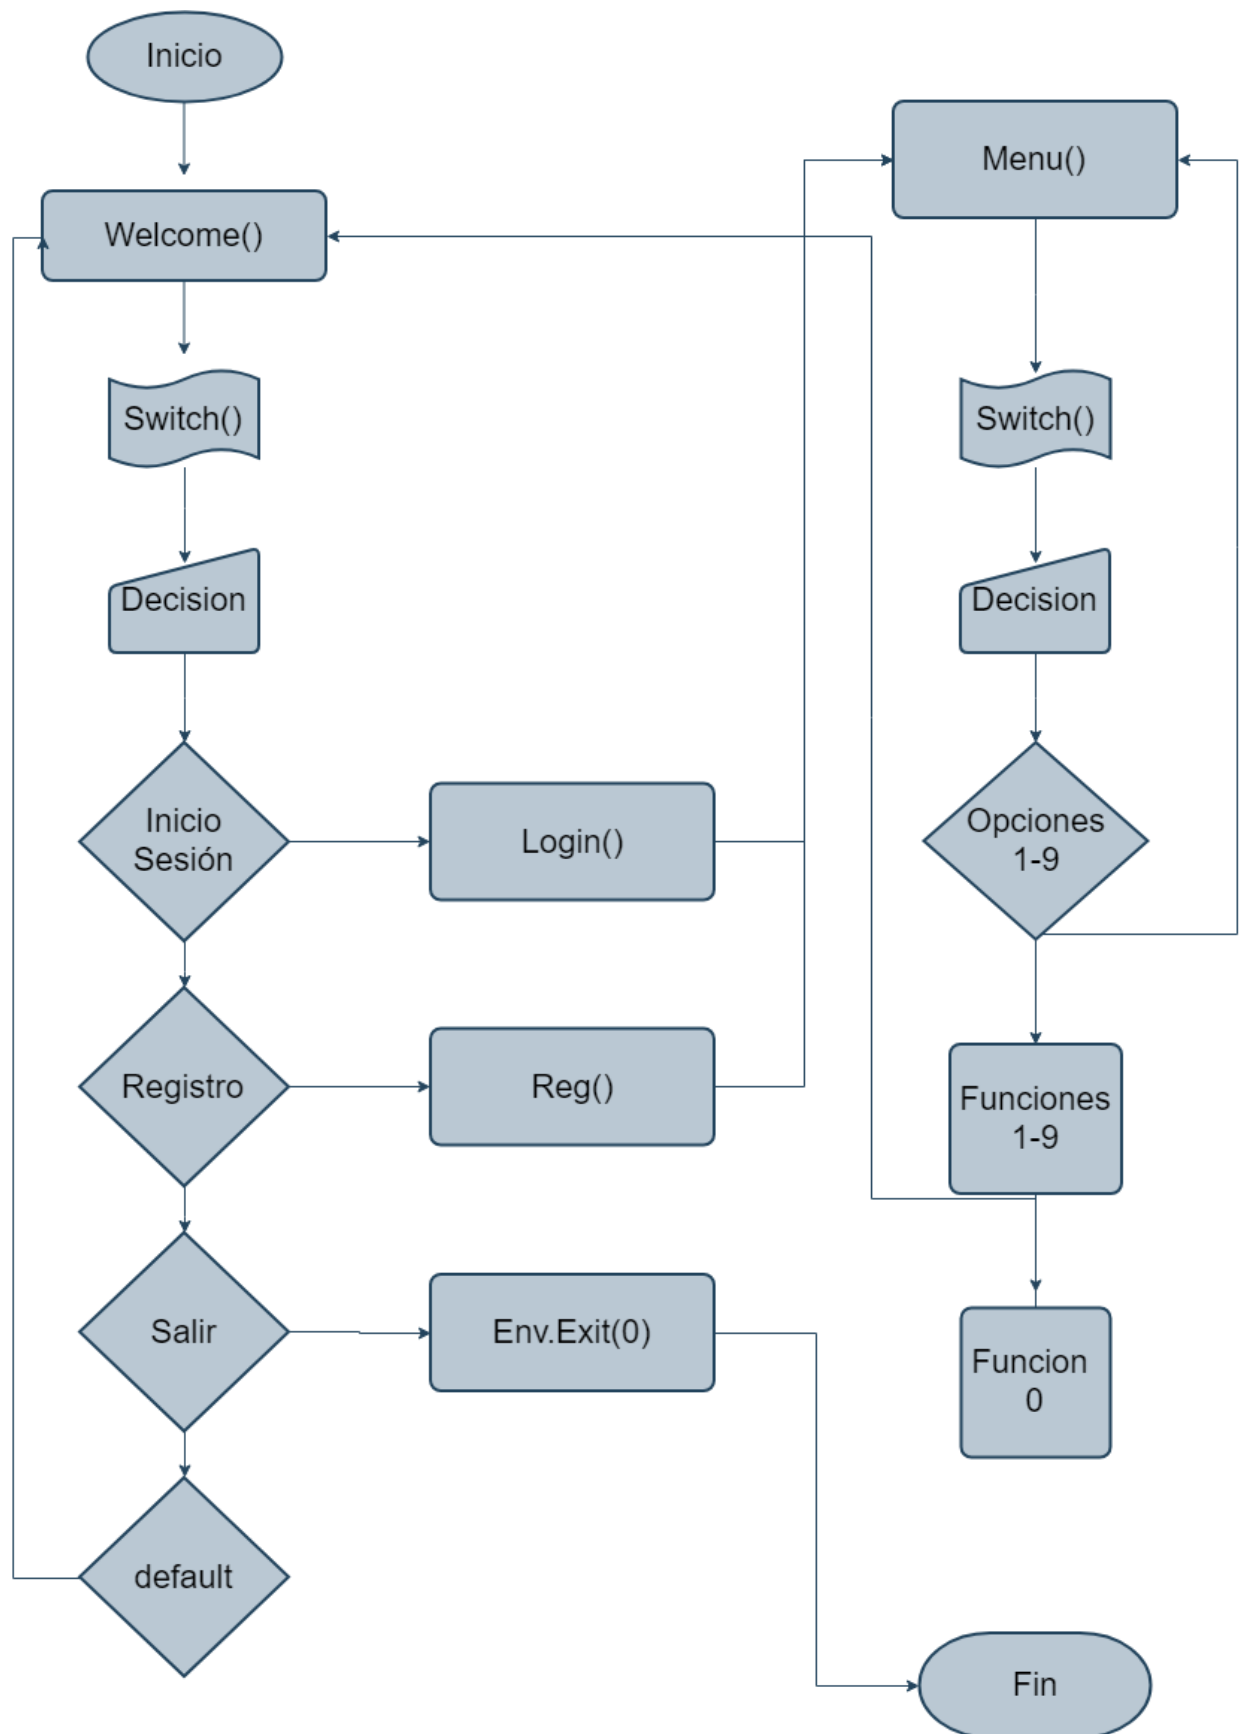 Inicio
Welcome()
Switch()
Decision
Inicio
Sesión
Login()
Registro
Reg()
Salir
Env.Exit(0)
default
Menu()
Switch()
Decision
Opciones
1-9
Funciones
1-9
Funcion
0
Fin